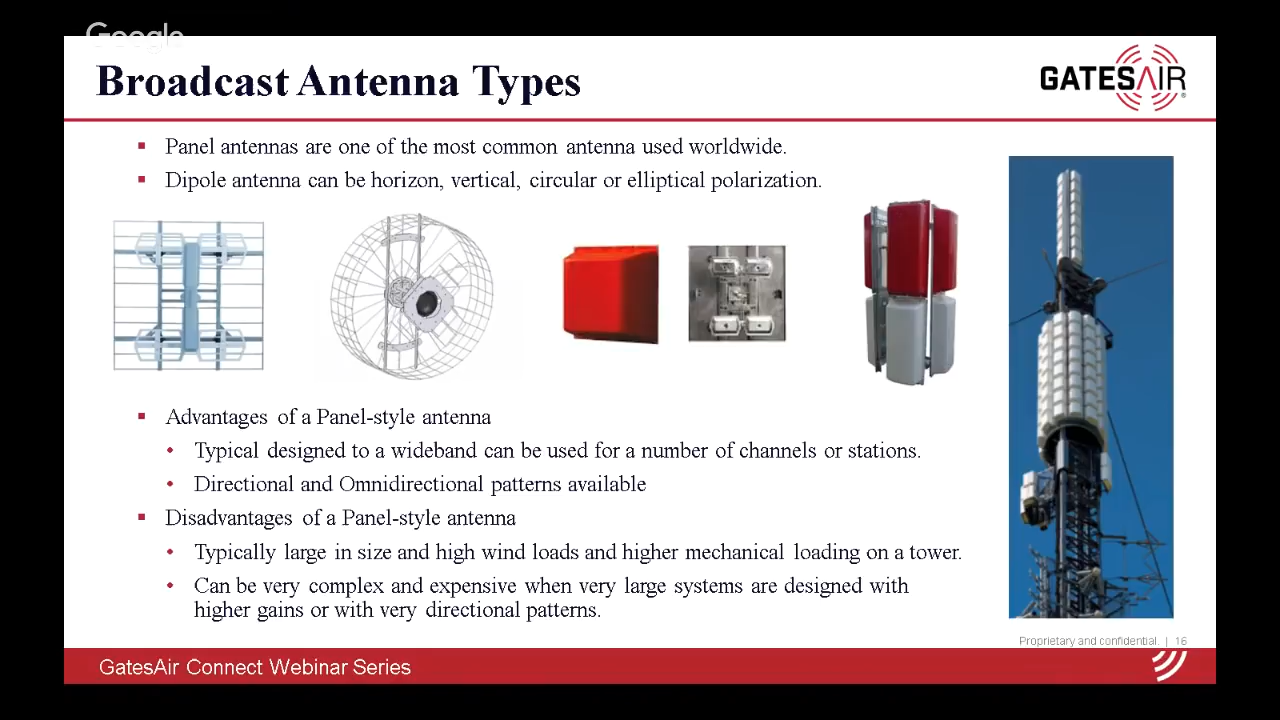 Google
Broadcast Antenna Types
GATESAIR
®
Panel antennas are one of the most common antenna used worldwide.
Dipole antenna can be horizon, vertical, circular or elliptical polarization.
Advantages of a Panel-style antenna
Typical designed to a wideband can be used for a number of channels or stations.
Directional and Omnidirectional patterns available
Disadvantages of a Panel-style antenna
Typically large in size and high wind loads and higher mechanical loading on a tower.
Can be very complex and expensive when very large systems are designed with
higher gains or with very directional patterns.
Proprietary and confidential. | 16
GatesAir Connect Webinar Series